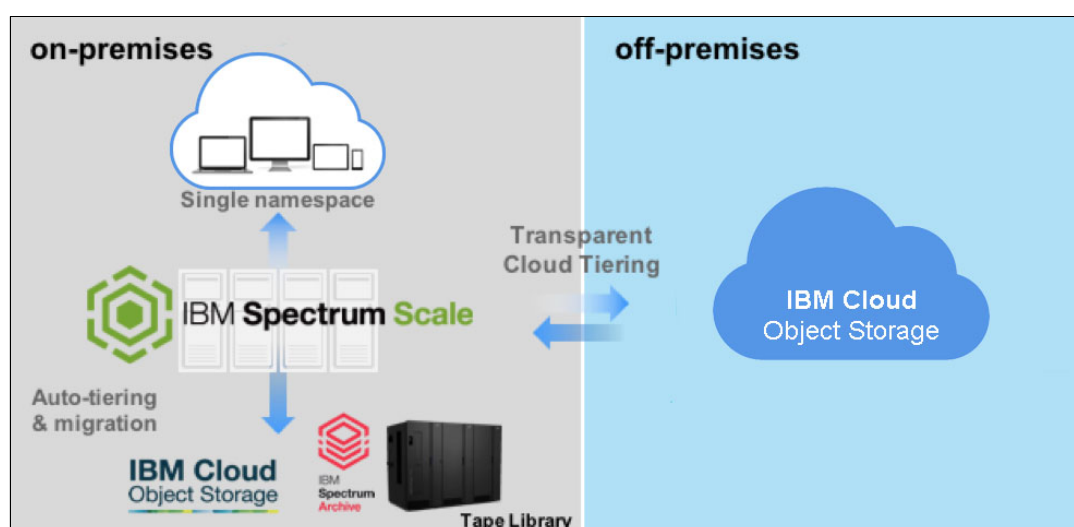 on-premises
off-premises
Single namespace
Transparent
Cloud Tiering
IBM Spectrum Scale
IBM Cloud
Object Storage
Auto-tiering
& migration
IBM Cloud
Object Storage
IBM
Spectrum
Archive
Tape Library